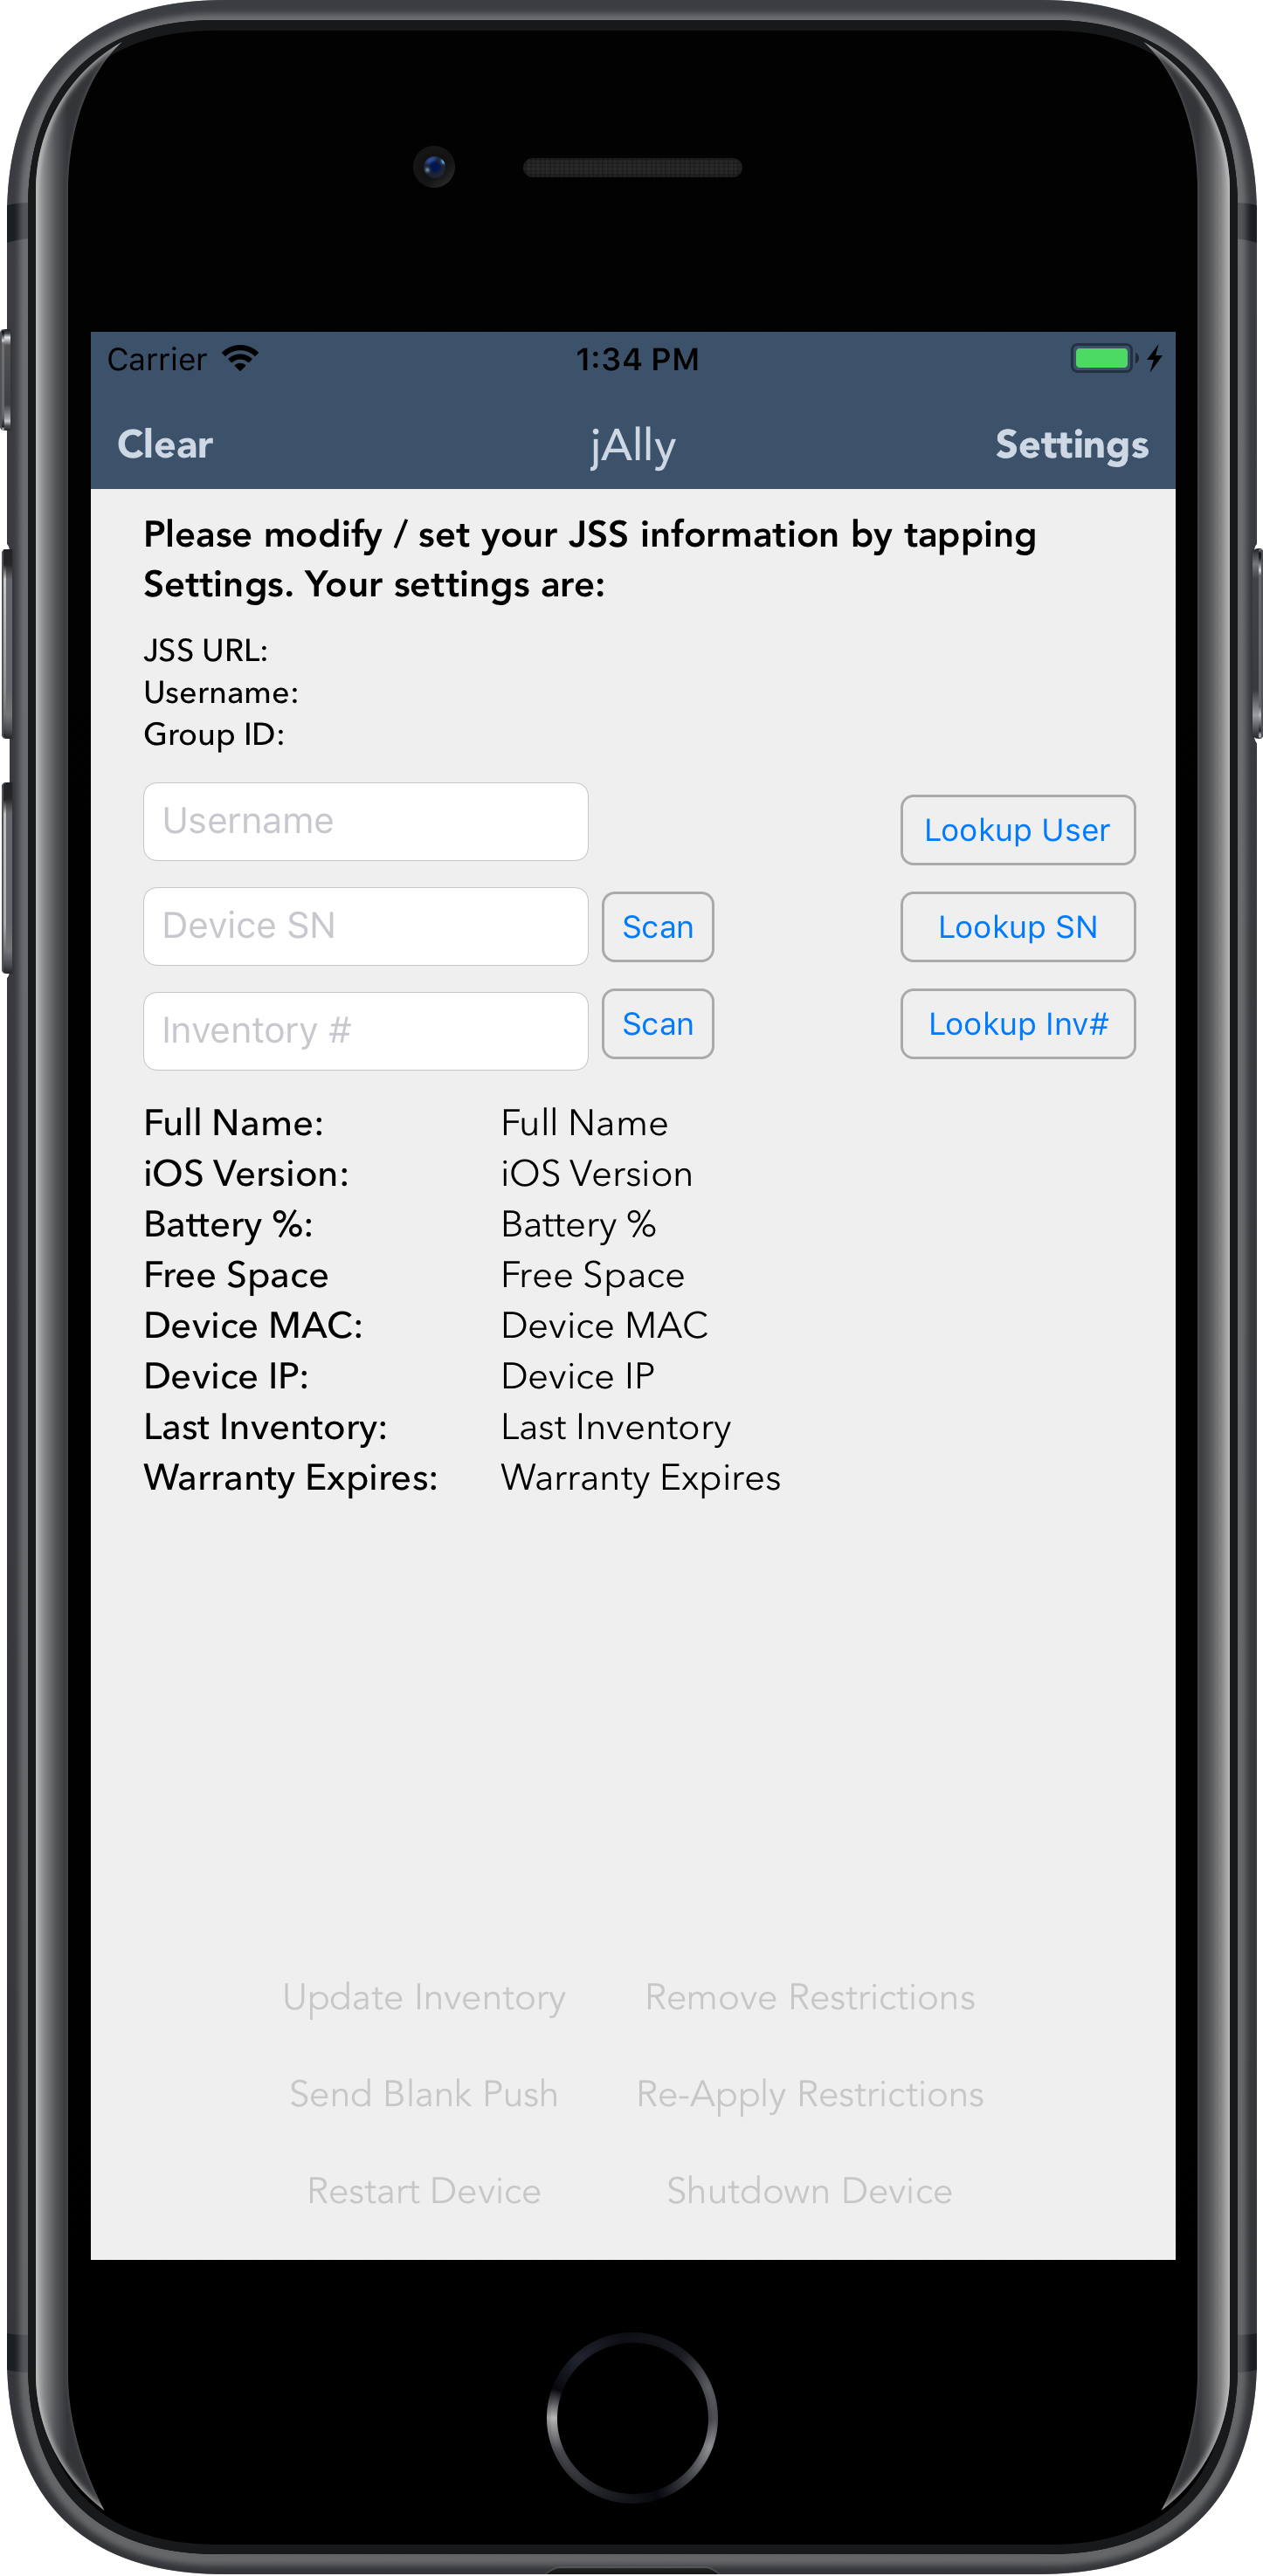 Carrier 1:34 PM
Clear jAlly Settings
Please modify / set your JSS information by tapping
Settings. Your settings are:
JSS URL:
Username:
Group ID:
Username Lookup User
Device SN Scan Lookup SN
Inventory # Scan Lookup Inv#
Full Name: Full Name
iOS Version: iOS Version
Battery %: Battery %
Free Space Free Space
Device MAC: Device MAC
Device IP: Device IP
Last Inventory: Last Inventory
Warranty Expires: Warranty Expires
Update Inventory Remove Restrictions
Send Blank Push Re-Apply Restrictions
Restart Device Shutdown Device